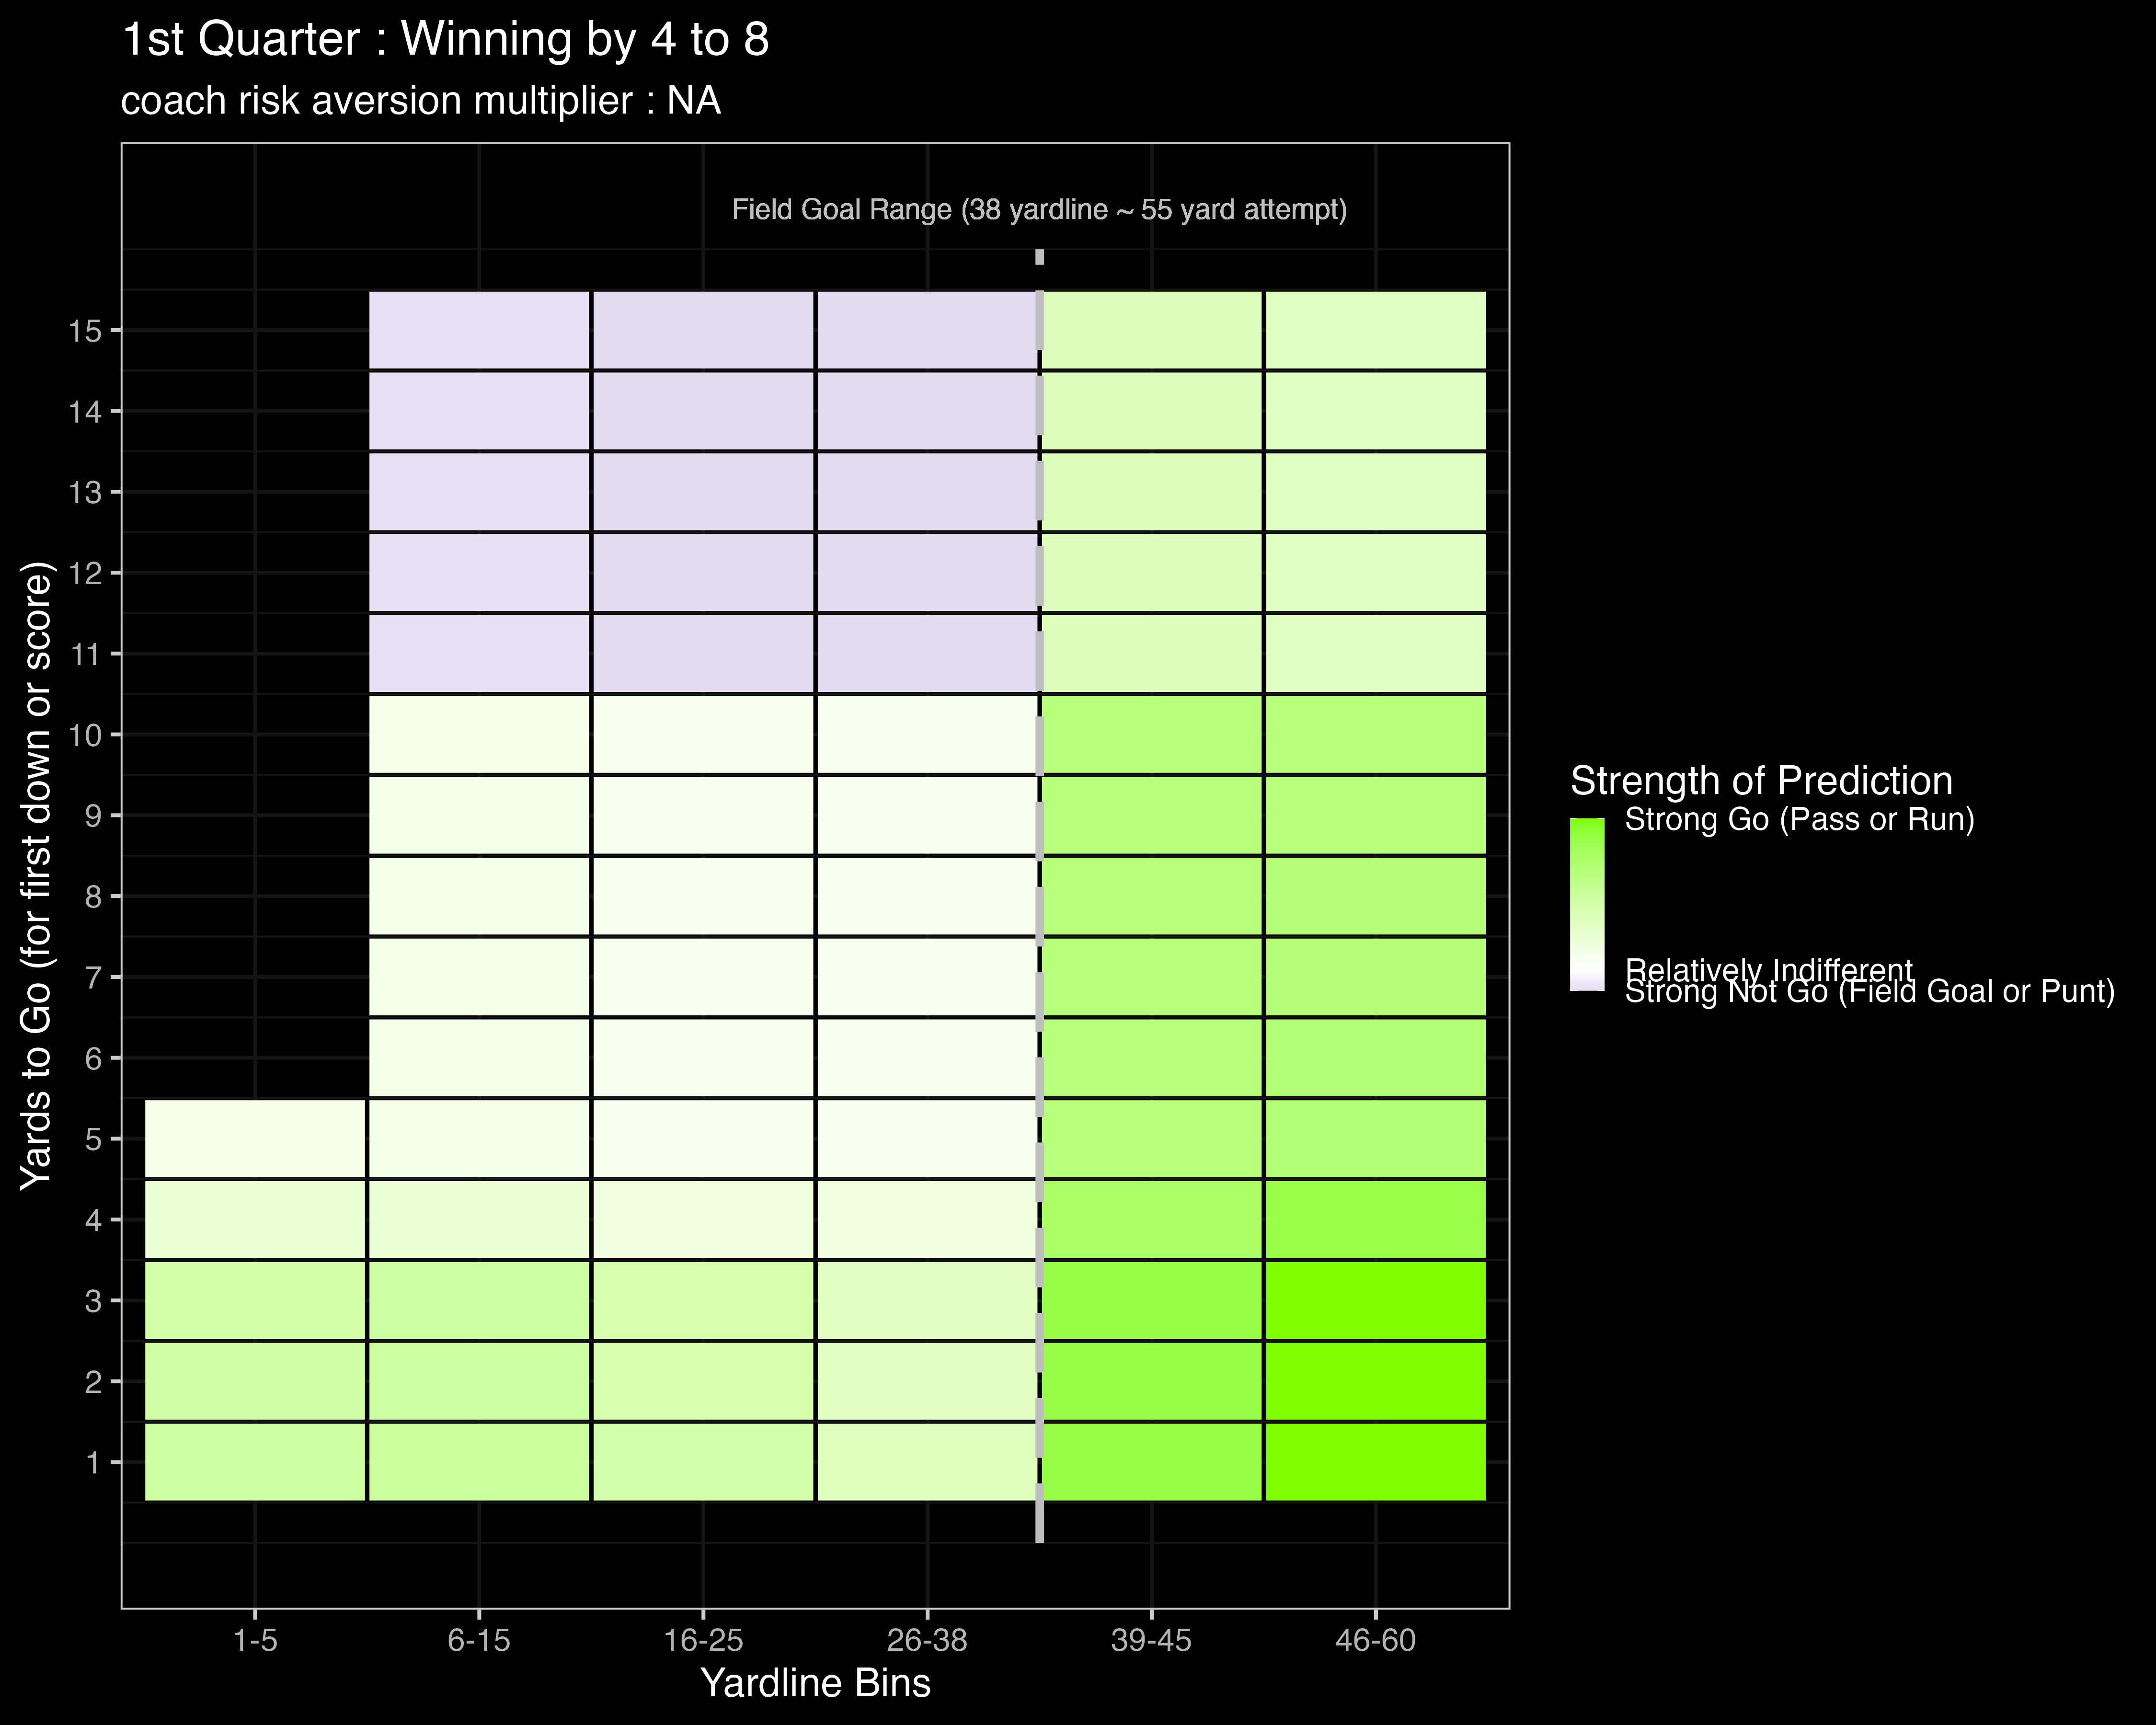 1st Quarter : Winning by 4 to 8
coach risk aversion multiplier : NA
Field Goal Range (38 yardline ~ 55 yard attempt)
Yards to Go (for first down or score)
15
14
13
12
11
10
9
8
7
6
5
4
3
2
1
1-5
6-15
16-25
26-38
39-45
46-60
Yardline Bins
Strength of Prediction
Strong Go (Pass or Run)
Relatively Indifferent
Strong Not Go (Field Goal or Punt)